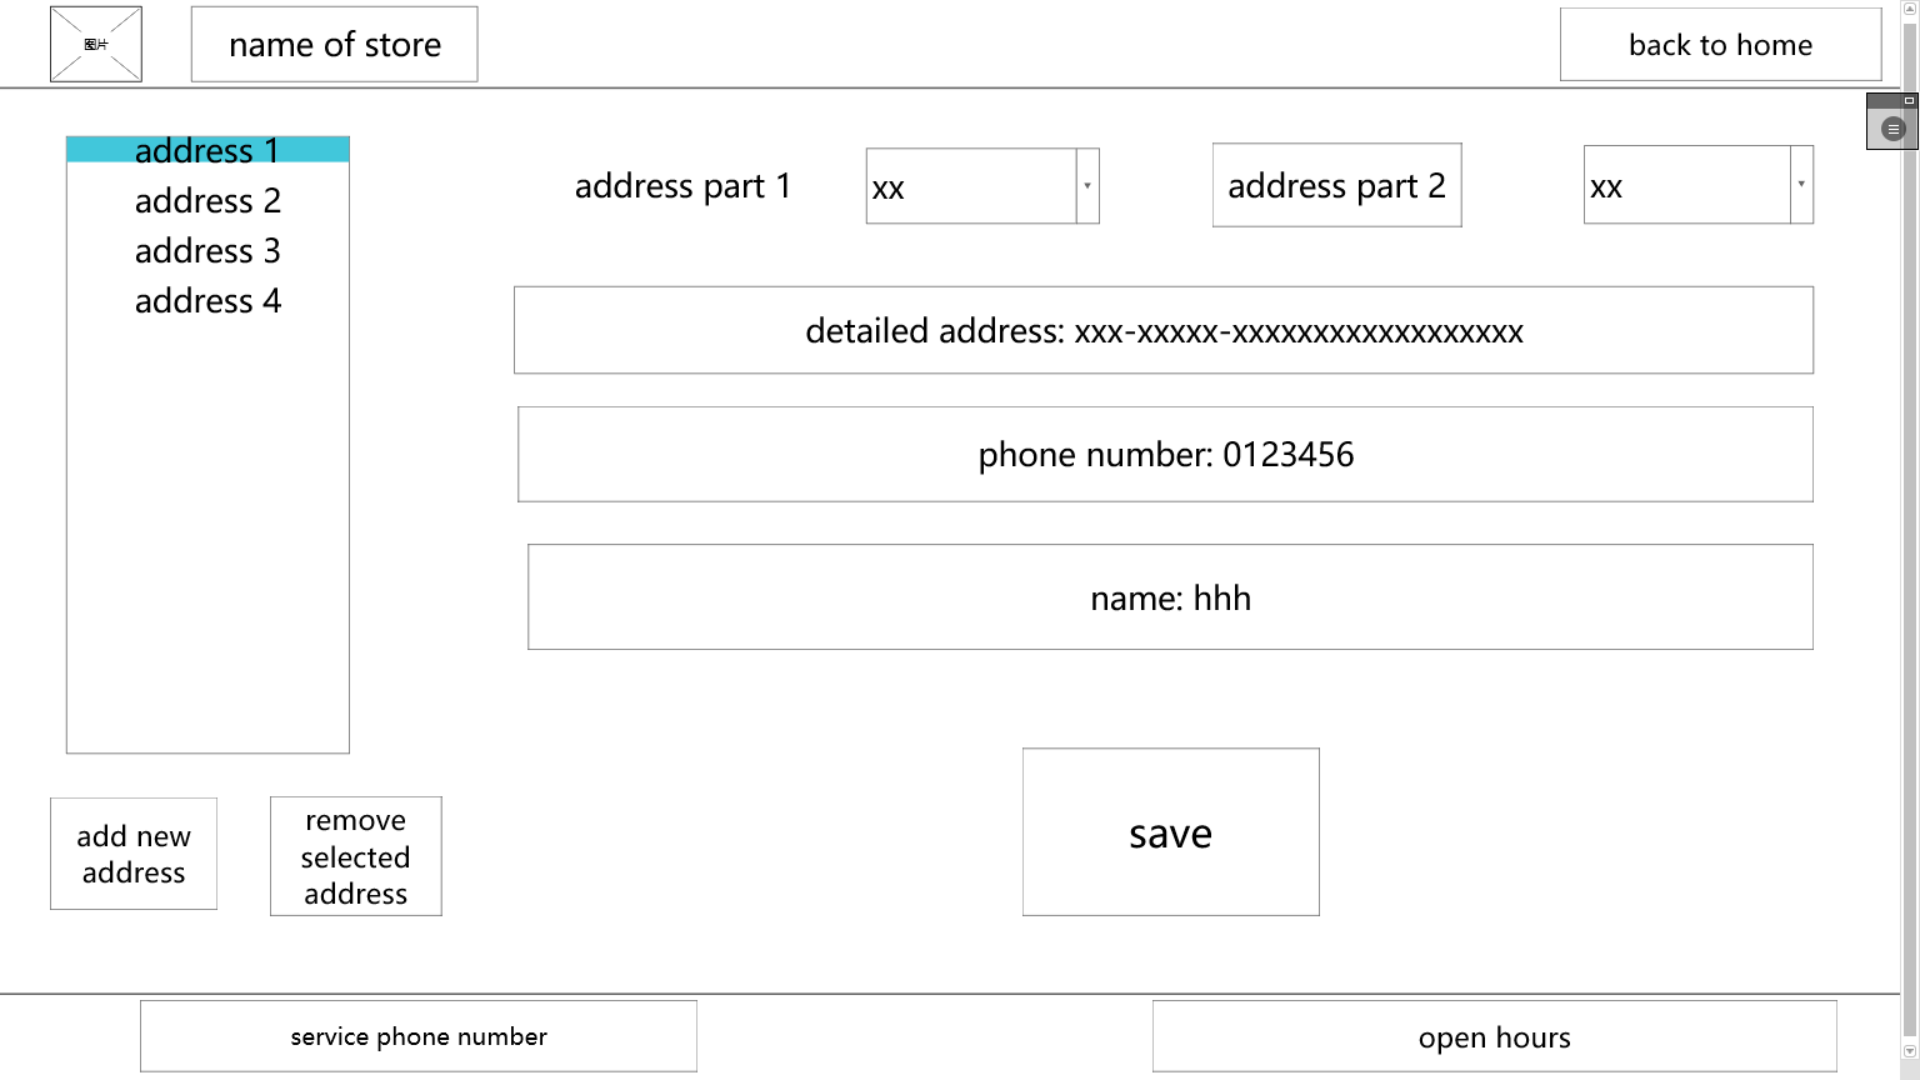 图片
name of store
back to home
address 1
address 2
address 3
address 4
address part 1
xx
address part 2
xx
detailed address: xxx-xxxxx-xxxxxxxxxxxxxxxxxx
phone number: 0123456
name: hhh
add new
address
remove
selected
address
save
service phone number
open hours